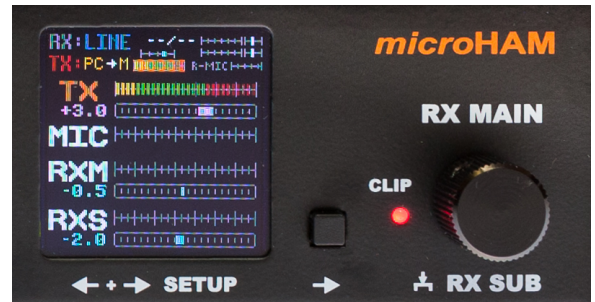 RX:LINE --/--
TX:PC→M R-MIC
microHAM
TX
+3.0
RX MAIN
MIC
RXM
-0.5
CLIP
RXS
-2.0
← + → SETUP
→
RX SUB